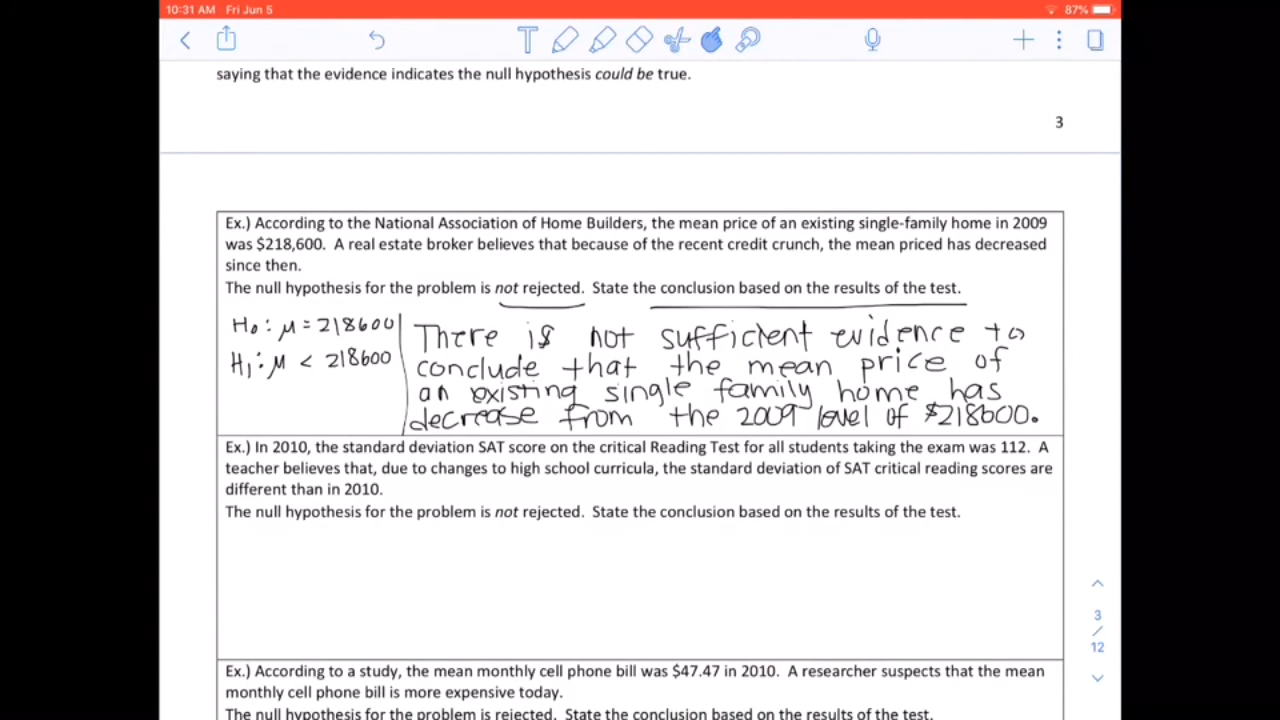 10:31 AM Fri Jun 5
87%
saying that the evidence indicates the null hypothesis could be true.
3
Ex.) According to the National Association of Home Builders, the mean price of an existing single-family home in 2009
was $218,600. A real estate broker believes that because of the recent credit crunch, the mean priced has decreased
since then.
The null hypothesis for the problem is not rejected. State the conclusion based on the results of the test.
H₀: μ = 218600
H₁: μ < 218600
There is not sufficient evidence to
conclude that the mean price of
an existing single family home has
decrease from the 2009 level of $218600.
Ex.) In 2010, the standard deviation SAT score on the critical Reading Test for all students taking the exam was 112. A
teacher believes that, due to changes to high school curricula, the standard deviation of SAT critical reading scores are
different than in 2010.
The null hypothesis for the problem is not rejected. State the conclusion based on the results of the test.
3
/
12
Ex.) According to a study, the mean monthly cell phone bill was $47.47 in 2010. A researcher suspects that the mean
monthly cell phone bill is more expensive today.
The null hypothesis for the problem is rejected. State the conclusion based on the results of the test.